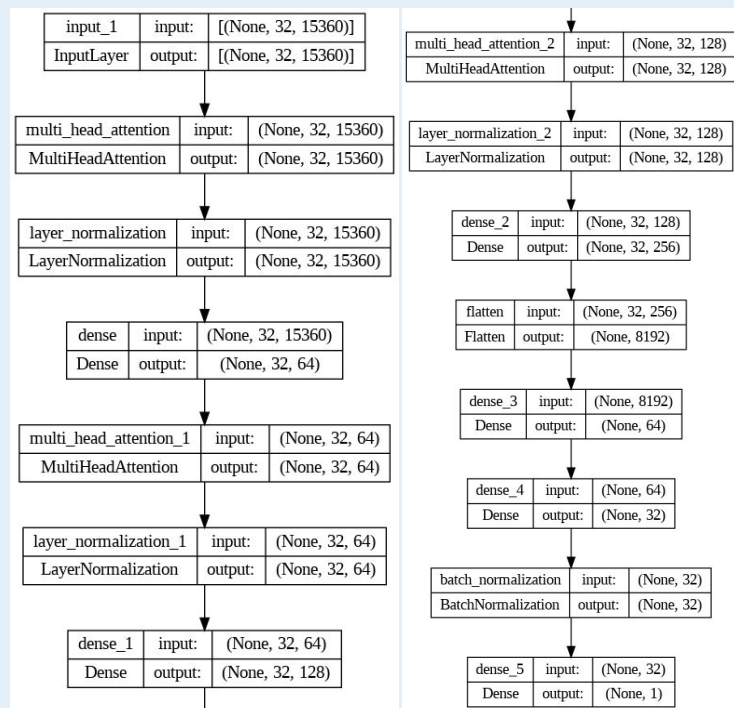 input_1 input: [(None, 32, 15360)]
InputLayer output: [(None, 32, 15360)]
multi_head_attention input: (None, 32, 15360)
MultiHeadAttention output: (None, 32, 15360)
layer_normalization input: (None, 32, 15360)
LayerNormalization output: (None, 32, 15360)
dense input: (None, 32, 15360)
Dense output: (None, 32, 64)
multi_head_attention_1 input: (None, 32, 64)
MultiHeadAttention output: (None, 32, 64)
layer_normalization_1 input: (None, 32, 64)
LayerNormalization output: (None, 32, 64)
dense_1 input: (None, 32, 64)
Dense output: (None, 32, 128)
multi_head_attention_2 input: (None, 32, 128)
MultiHeadAttention output: (None, 32, 128)
layer_normalization_2 input: (None, 32, 128)
LayerNormalization output: (None, 32, 128)
dense_2 input: (None, 32, 128)
Dense output: (None, 32, 256)
flatten input: (None, 32, 256)
Flatten output: (None, 8192)
dense_3 input: (None, 8192)
Dense output: (None, 64)
dense_4 input: (None, 64)
Dense output: (None, 32)
batch_normalization input: (None, 32)
BatchNormalization output: (None, 32)
dense_5 input: (None, 32)
Dense output: (None, 1)